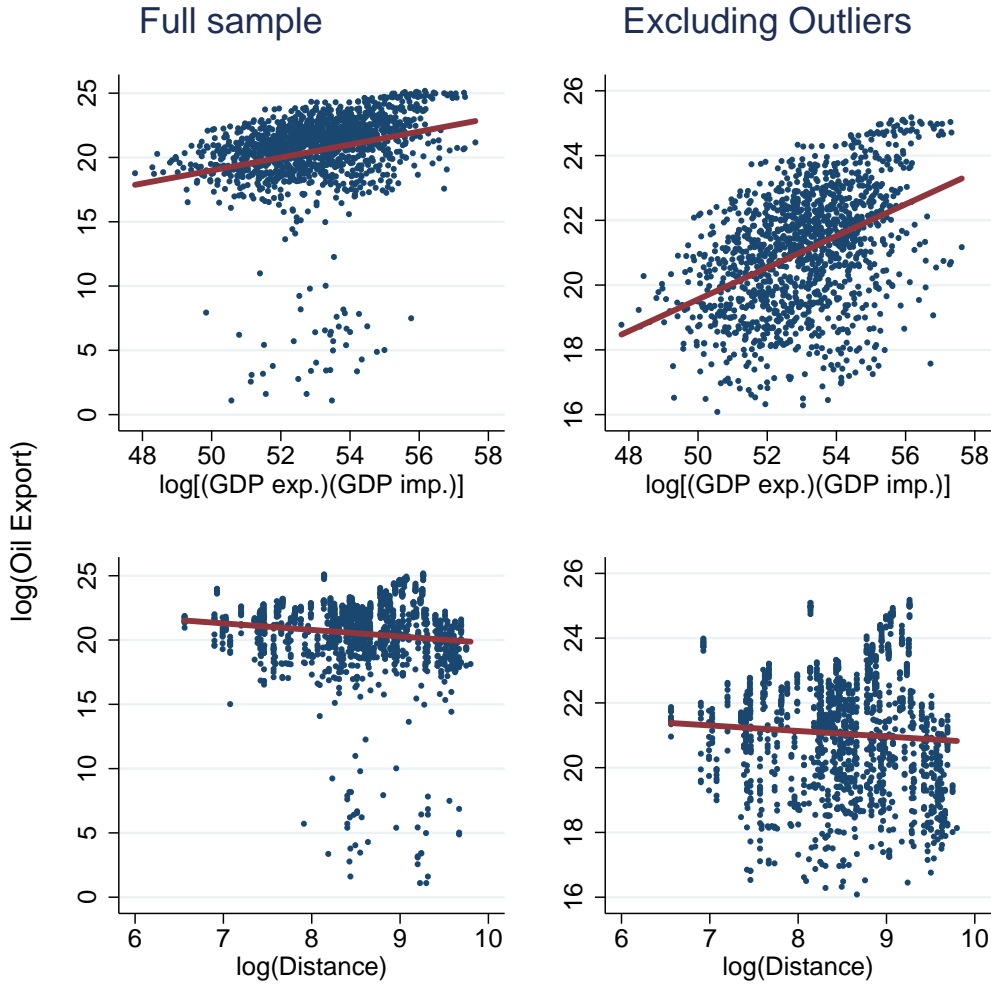 Full sample
Excluding Outliers
log(Oil Export)
25
20
15
10
5
0
48 50 52 54 56 58
log[(GDP exp.)(GDP imp.)]
26
24
22
20
18
16
48 50 52 54 56 58
log[(GDP exp.)(GDP imp.)]
25
20
15
10
5
0
6 7 8 9 10
log(Distance)
26
24
22
20
18
16
6 7 8 9 10
log(Distance)